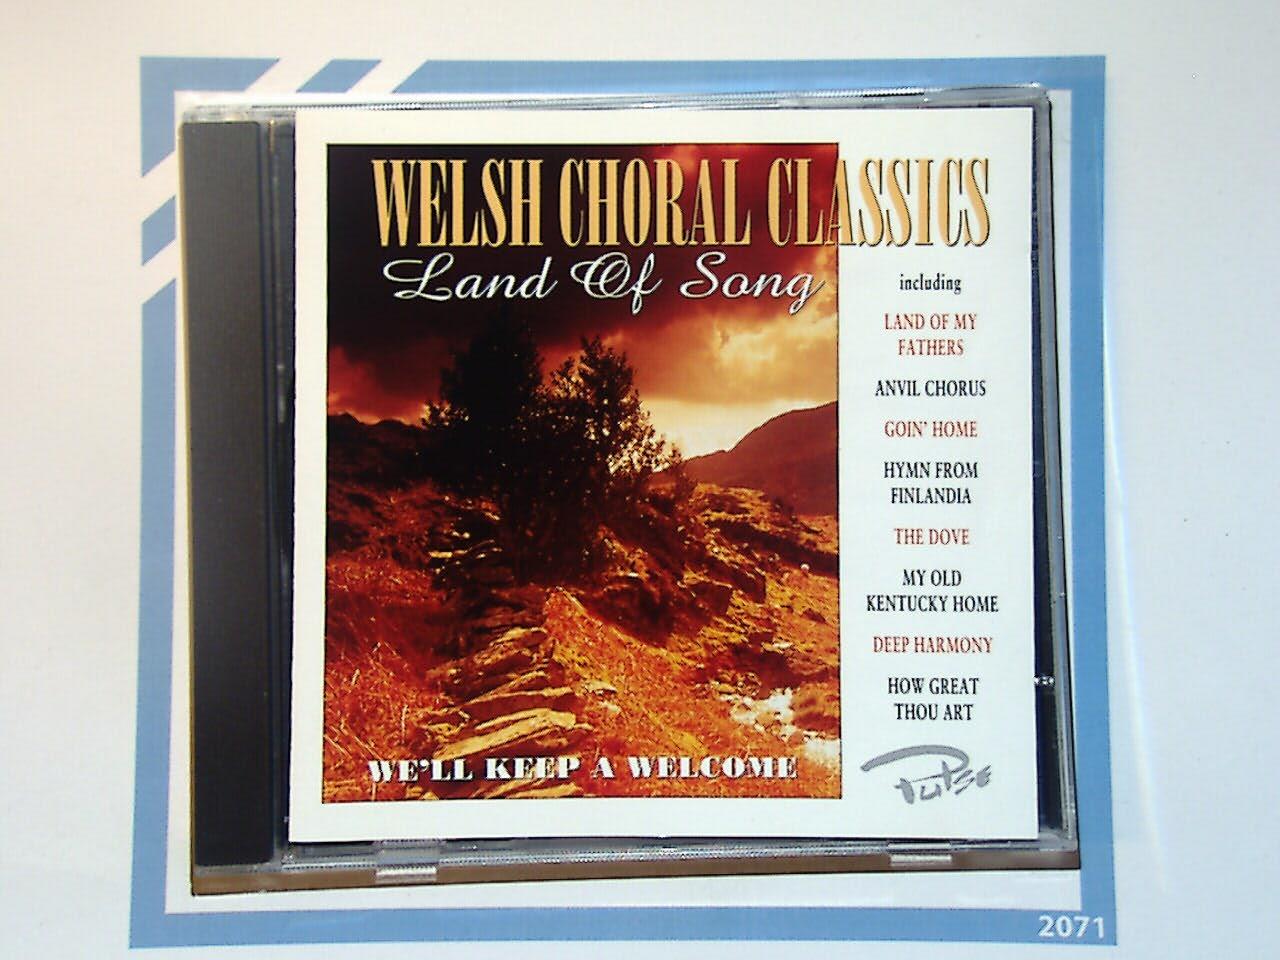 WELSH CHORAL CLASSICS
Land Of Song
including
LAND OF MY
FATHERS
ANVIL CHORUS
GOIN' HOME
HYMN FROM
FINLANDIA
THE DOVE
MY OLD
KENTUCKY HOME
DEEP HARMONY
HOW GREAT
THOU ART
WE'LL KEEP A WELCOME
Pulse
2071